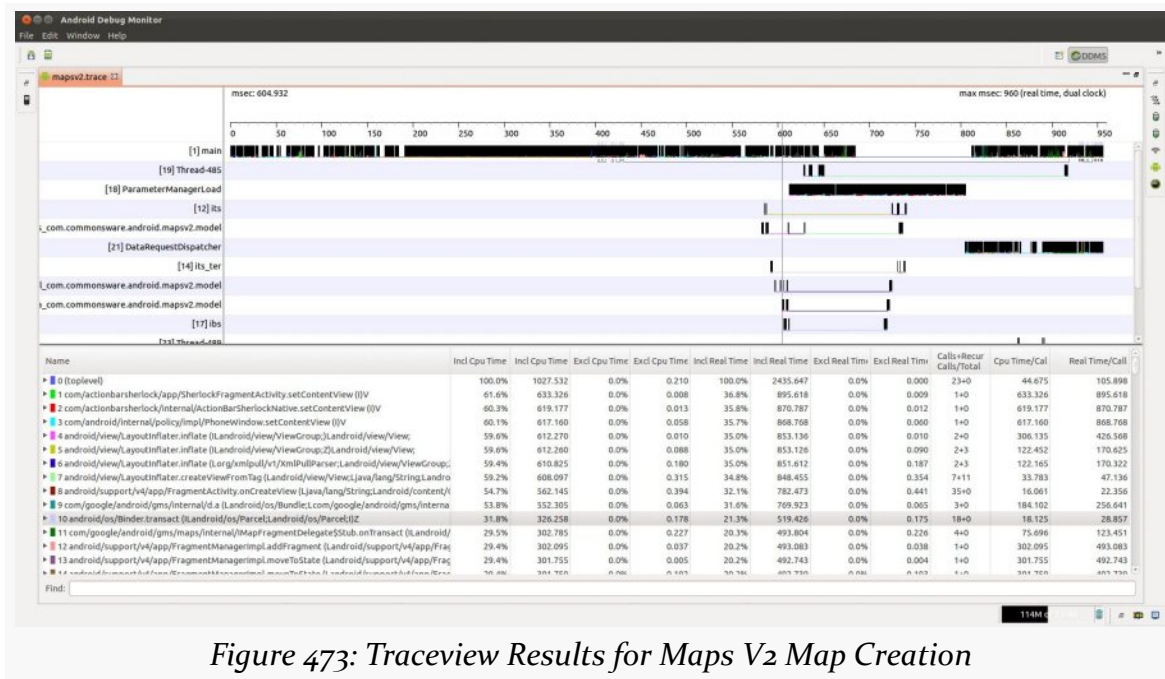 Android Debug Monitor
File Edit Window Help
DDMS
mapsv2.trace
msec: 604.932 max msec: 960 (real time, dual clock)
0 50 100 150 200 250 300 350 400 450 500 550 600 650 700 750 800 850 900 950
[1] main
[19] Thread-485
[18] ParameterManagerLoad
[12] its
s_com.commonsware.android.mapsv2.model
[21] DataRequestDispatcher
[14] its_ter
l_com.commonsware.android.mapsv2.model
_com.commonsware.android.mapsv2.model
[17] ibs
[23] Thread-489
Name Incl Cpu Time Incl Cpu Time Excl Cpu Time Excl Cpu Time Incl Real Time Incl Real Time Excl Real Time Excl Real Time Calls+Recur Calls/Total Cpu Time/Cal Real Time/Call
0 (toplevel) 100.0% 1027.532 0.0% 0.210 100.0% 2435.647 0.0% 0.000 23+0 44.675 105.898
1 com/actionbarsherlock/app/SherlockFragmentActivity.setContentView (I)V 61.6% 633.326 0.0% 0.008 36.8% 895.618 0.0% 0.009 1+0 633.326 895.618
2 com/actionbarsherlock/internal/ActionBarSherlockNative.setContentView (I)V 60.3% 619.177 0.0% 0.013 35.8% 870.787 0.0% 0.012 1+0 619.177 870.787
3 com/android/internal/policy/impl/PhoneWindow.setContentView (I)V 60.1% 617.160 0.0% 0.058 35.7% 868.768 0.0% 0.060 1+0 617.160 868.768
4 android/view/LayoutInflater.inflate (ILandroid/view/ViewGroup;)Landroid/view/View; 59.6% 612.270 0.0% 0.010 35.0% 853.136 0.0% 0.010 2+0 306.135 426.568
5 android/view/LayoutInflater.inflate (ILandroid/view/ViewGroup;Z)Landroid/view/View; 59.6% 612.260 0.0% 0.088 35.0% 853.126 0.0% 0.090 2+3 122.452 170.625
6 android/view/LayoutInflater.inflate (Lorg/xmlpull/v1/XmlPullParser;Landroid/view/ViewGroup; 59.4% 610.825 0.0% 0.180 35.0% 851.612 0.0% 0.187 2+3 122.165 170.322
7 android/view/LayoutInflater.createViewFromTag (Landroid/view/View;Ljava/lang/String;Landro 59.2% 608.097 0.0% 0.315 34.8% 848.455 0.0% 0.354 7+11 33.783 47.136
8 android/support/v4/app/FragmentActivity.onCreateView (Ljava/lang/String;Landroid/content/ 54.7% 562.145 0.0% 0.394 32.1% 782.473 0.0% 0.441 35+0 16.061 22.356
9 com/google/android/gms/internal/d.a (Landroid/os/Bundle;Lcom/google/android/gms/interna 53.8% 552.305 0.0% 0.063 31.6% 769.923 0.0% 0.065 3+0 184.102 256.641
10 android/os/Binder.transact (ILandroid/os/Parcel;Landroid/os/Parcel;I)Z 31.8% 326.258 0.0% 0.178 21.3% 519.426 0.0% 0.175 18+0 18.125 28.857
11 com/google/android/gms/maps/internal/IMapFragmentDelegate$Stub.onTransact (ILandroid/ 29.5% 302.785 0.0% 0.227 20.3% 493.804 0.0% 0.226 4+0 75.696 123.451
12 android/support/v4/app/FragmentManagerImpl.addFragment (Landroid/support/v4/app/Frag 29.4% 302.095 0.0% 0.037 20.2% 493.083 0.0% 0.038 1+0 302.095 493.083
13 android/support/v4/app/FragmentManagerImpl.moveToState (Landroid/support/v4/app/Frag 29.4% 301.755 0.0% 0.005 20.2% 492.743 0.0% 0.004 1+0 301.755 492.743
Find:
114M
Figure 473: Traceview Results for Maps V2 Map Creation